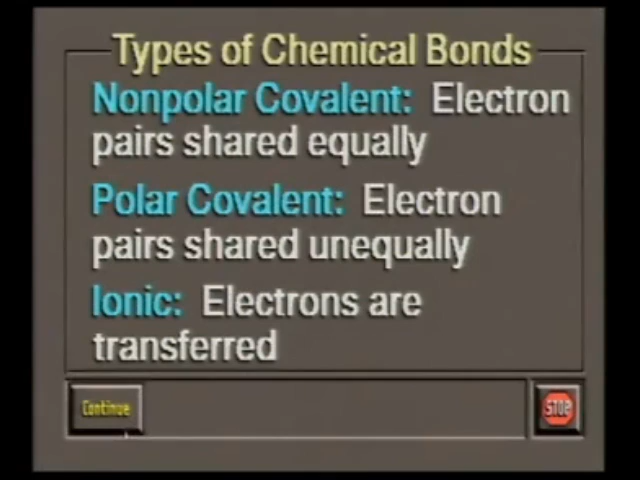 Types of Chemical Bonds
Nonpolar Covalent: Electron
pairs shared equally
Polar Covalent: Electron
pairs shared unequally
Ionic: Electrons are
transferred
Continue
STOP